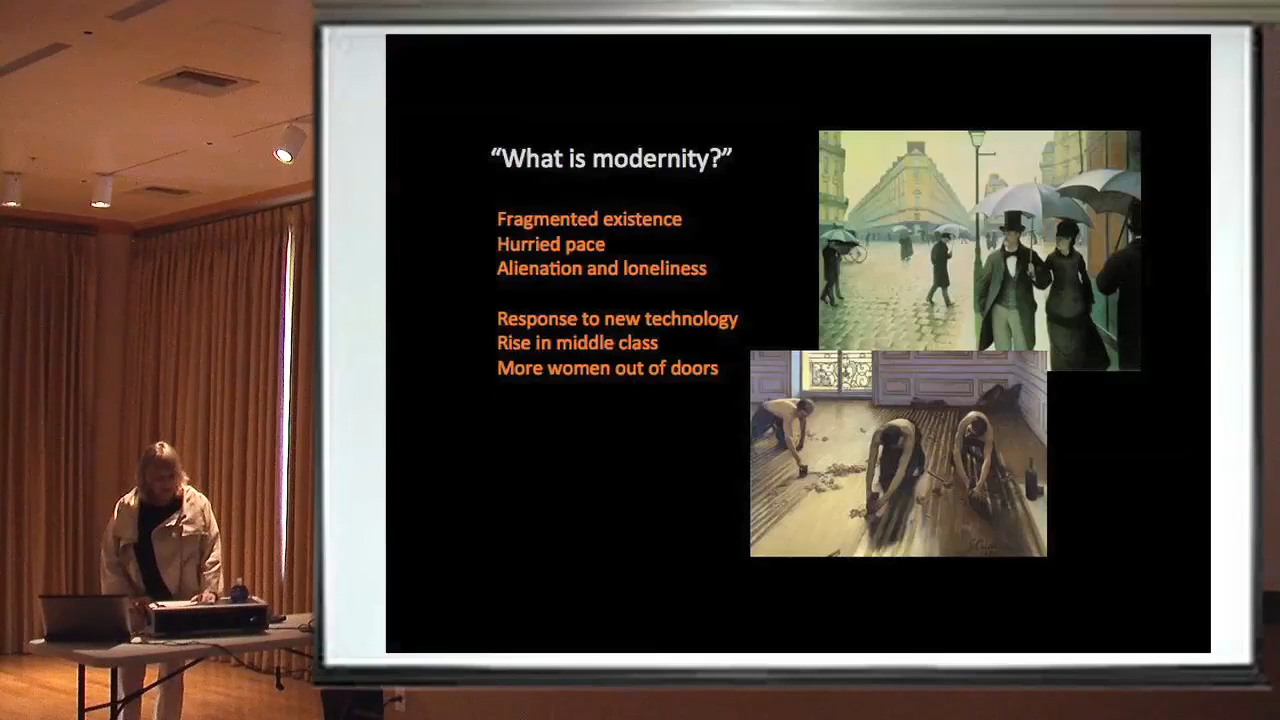 “What is modernity?”
Fragmented existence
Hurried pace
Alienation and loneliness
Response to new technology
Rise in middle class
More women out of doors